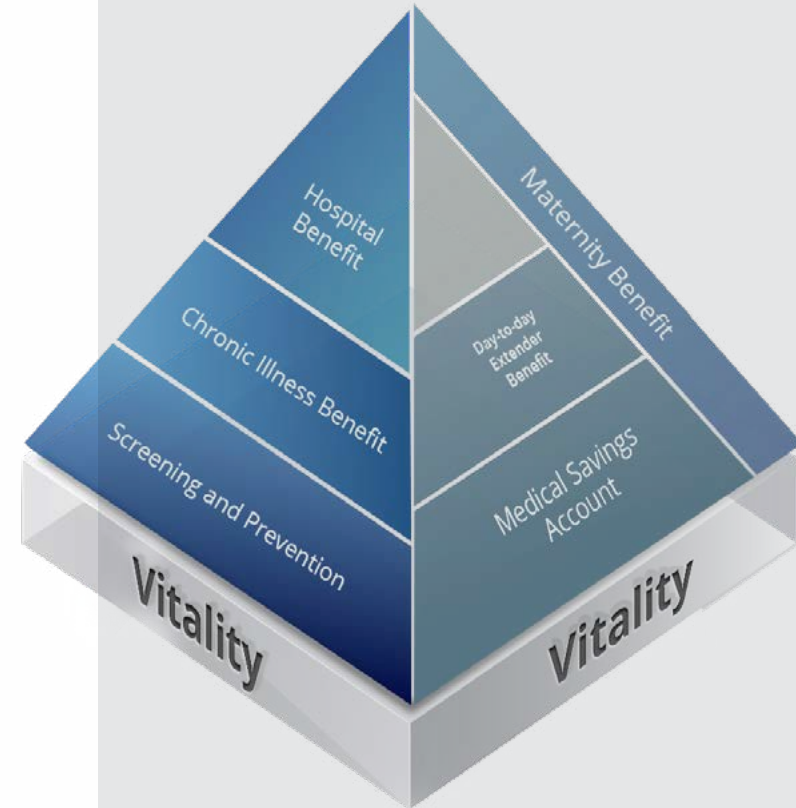 Hospital
Benefit
Chronic Illness Benefit
Screening and Prevention
Vitality
Maternity Benefit
Day-to-day
Extender
Benefit
Medical Savings
Account
Vitality